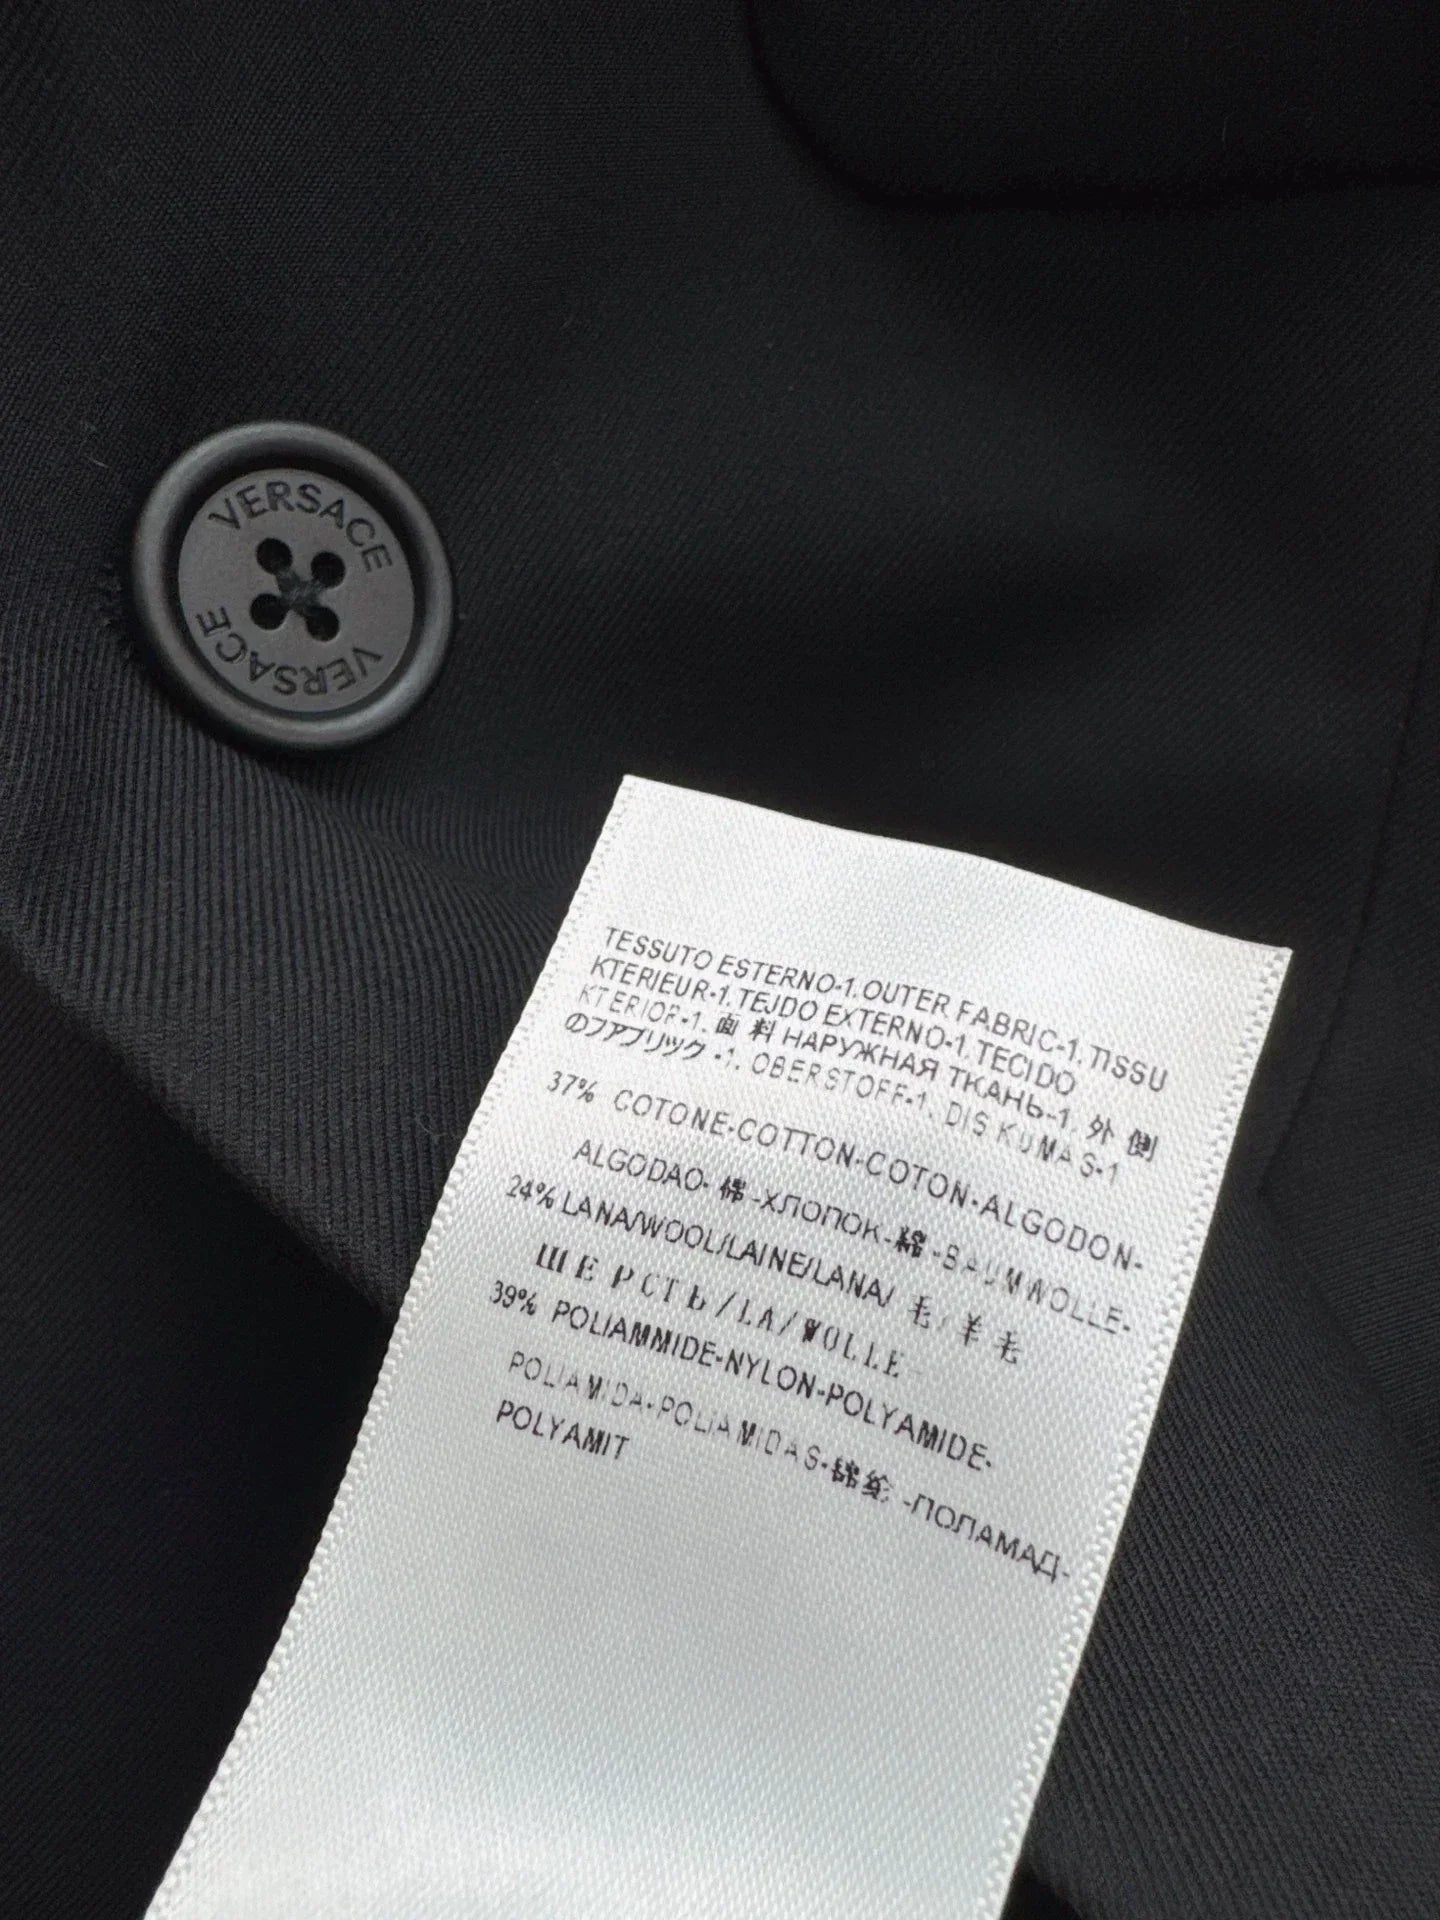 VERSACE
VERSACE
TESSUTO ESTERNO-1. OUTER FABRIC-1. TISSU
KTERIEUR-1. TEJDO EXTERNO-1. TECIDO
KTERIOR-1. 面 料 НАРУЖНАЯ ТКАНЬ-1. 外 側
のファブリック -1. OBERSTOFF-1. DIS KUMAS-1
37% COTONE-COTTON-COTON-ALGODON-
ALGODAO- 棉 -ХЛОПОК- 綿 -BAUMWOLLE-
24% LANA/WOOL/LAINE/LANA/ 毛/ 羊 毛
ШЕРСТЬ/LA/WOLLE-
39% POLIAMMIDE-NYLON-POLYAMIDE-
POLIAMIDA-POLIAMIDAS- -ПОЛАМАД-
POLYAMIT